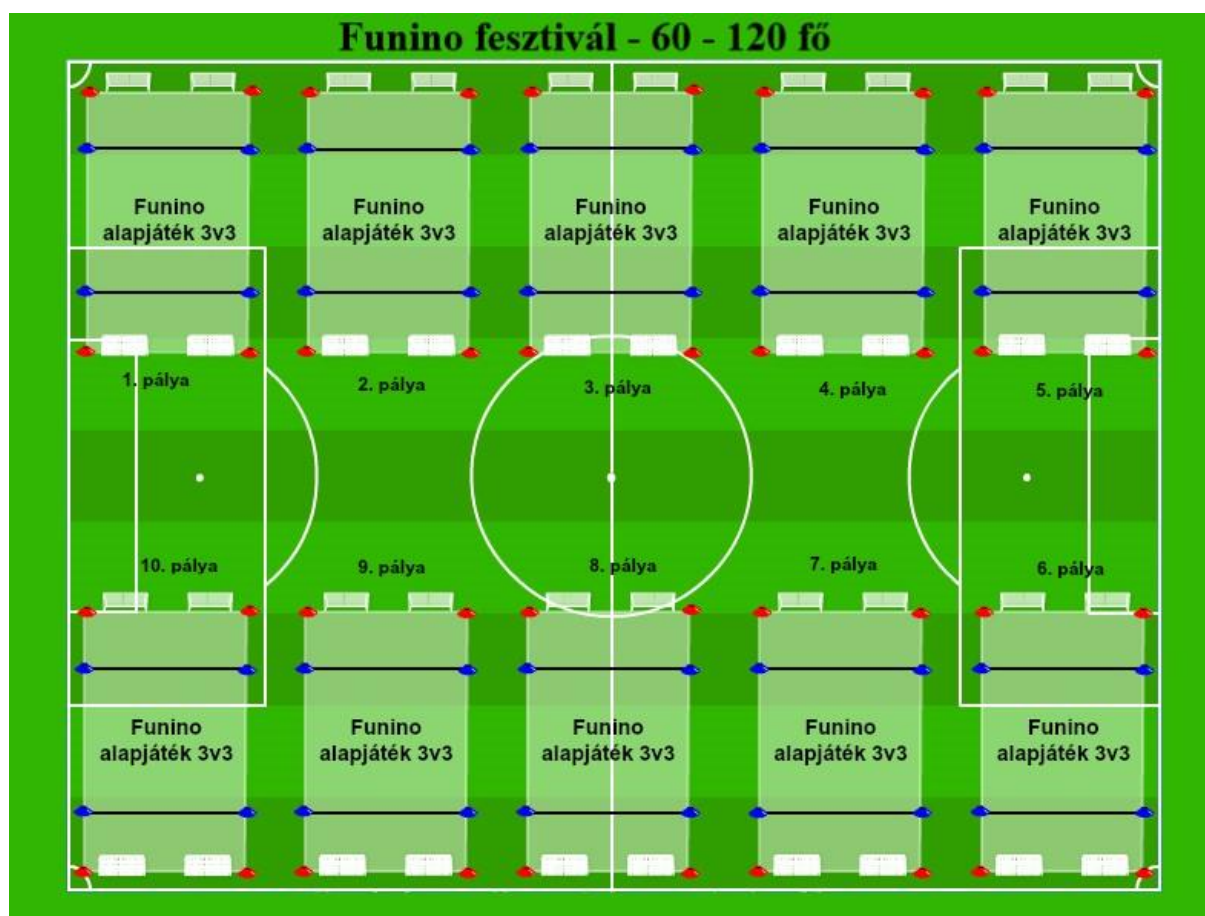 Funino fesztivál - 60 - 120 fő
Funino
alapjáték 3v3
Funino
alapjáték 3v3
Funino
alapjáték 3v3
Funino
alapjáték 3v3
Funino
alapjáték 3v3
1. pálya
2. pálya
3. pálya
4. pálya
5. pálya
10. pálya
9. pálya
8. pálya
7. pálya
6. pálya
Funino
alapjáték 3v3
Funino
alapjáték 3v3
Funino
alapjáték 3v3
Funino
alapjáték 3v3
Funino
alapjáték 3v3